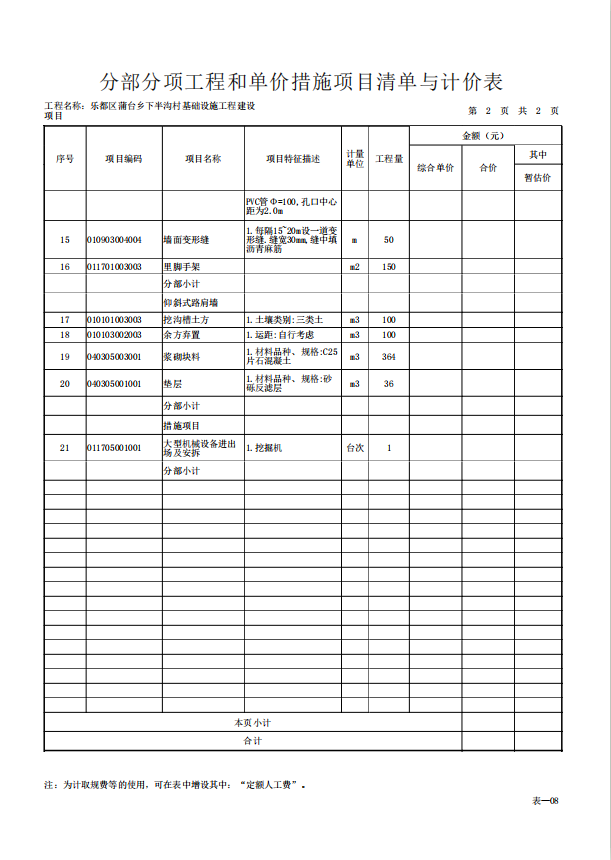 分部分项工程和单价措施项目清单与计价表
工程名称：乐都区蒲台乡下半沟村基础设施工程建设
项目
第 2 页 共 2 页
序号 项目编码 项目名称 项目特征描述 计量单位 工程量 金额（元）
综合单价 合价 其中
暂估价
PVC管Φ=100,孔口中心
距为2.0m
15 010903004004 墙面变形缝 1.每隔15~20m设一道变 m 50
形缝,缝宽30mm,缝中填
沥青麻筋
16 011701003003 里脚手架 m2 150
分部小计
仰斜式路肩墙
17 010101003003 挖沟槽土方 1.土壤类别:三类土 m3 100
18 010103002003 余方弃置 1.运距:自行考虑 m3 100
19 040305003001 浆砌块料 1.材料品种、规格:C25 m3 364
片石混凝土
20 040305001001 垫层 1.材料品种、规格:砂 m3 36
砾反滤层
分部小计
措施项目
21 011705001001 大型机械设备进出 1.挖掘机 台次 1
场及安拆
分部小计
本页小计
合计
注：为计取规费等的使用，可在表中增设其中：“定额人工费”。
表—08